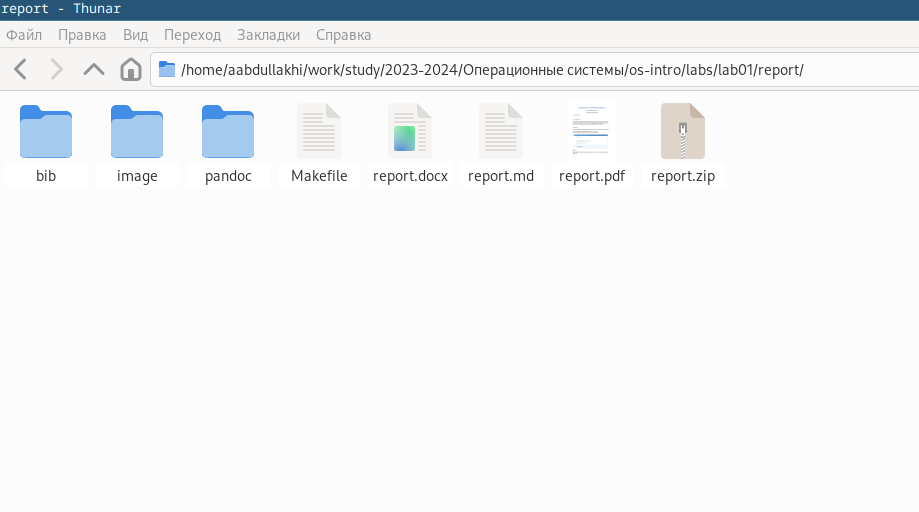 report - Thunar
Файл Правка Вид Переход Закладки Справка
/home/aabdullakhi/work/study/2023-2024/Операционные системы/os-intro/labs/lab01/report/
bib image pandoc Makefile report.docx report.md report.pdf report.zip